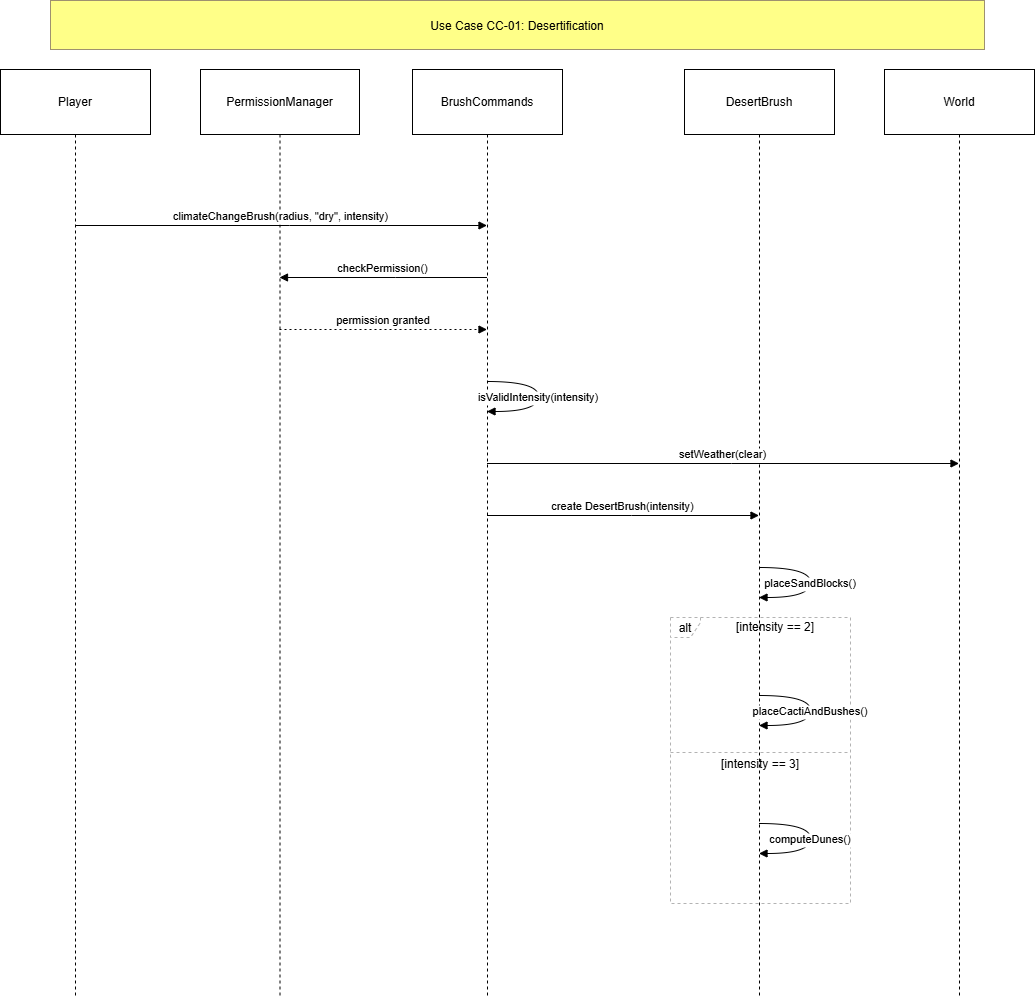 Use Case CC-01: Desertification
Player
PermissionManager
BrushCommands
DesertBrush
World
climateChangeBrush(radius, "dry", intensity)
checkPermission()
permission granted
isValidIntensity(intensity)
setWeather(clear)
create DesertBrush(intensity)
placeSandBlocks()
alt
[intensity == 2]
placeCactiAndBushes()
[intensity == 3]
computeDunes()